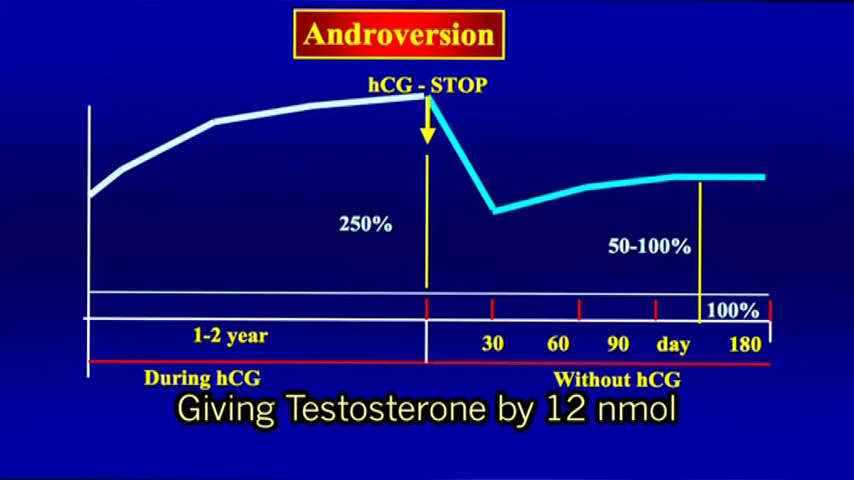 Androversion
hCG - STOP
250%
50-100%
100%
1-2 year
30 60 90 day 180
During hCG
Without hCG
Giving Testosterone by 12 nmol